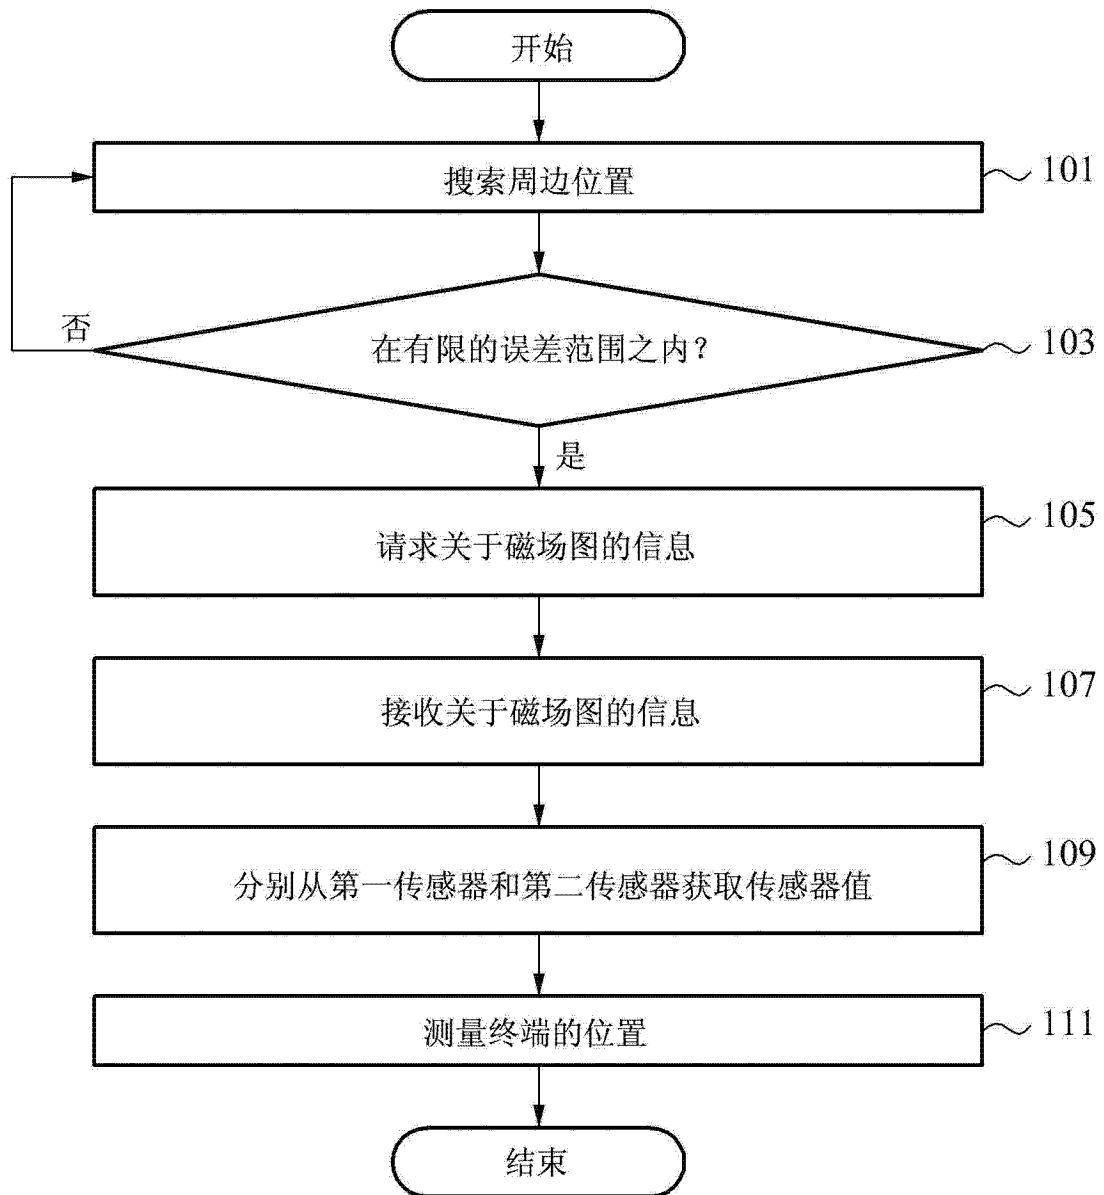 开始
搜索周边位置
101
在有限的误差范围之内?
103
否
是
请求关于磁场图的信息
105
接收关于磁场图的信息
107
分别从第一传感器和第二传感器获取传感器值
109
测量终端的位置
111
结束